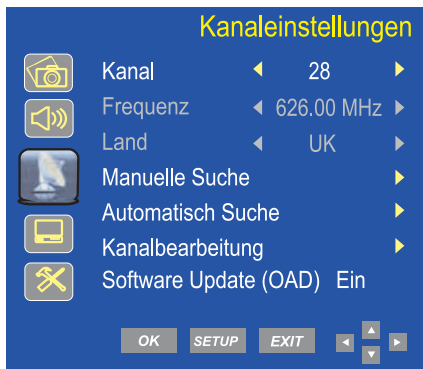 Kanaleinstellungen
Kanal 28
Frequenz 626.00 MHz
Land UK
Manuelle Suche
Automatisch Suche
Kanalbearbeitung
Software Update (OAD) Ein
OK SETUP EXIT